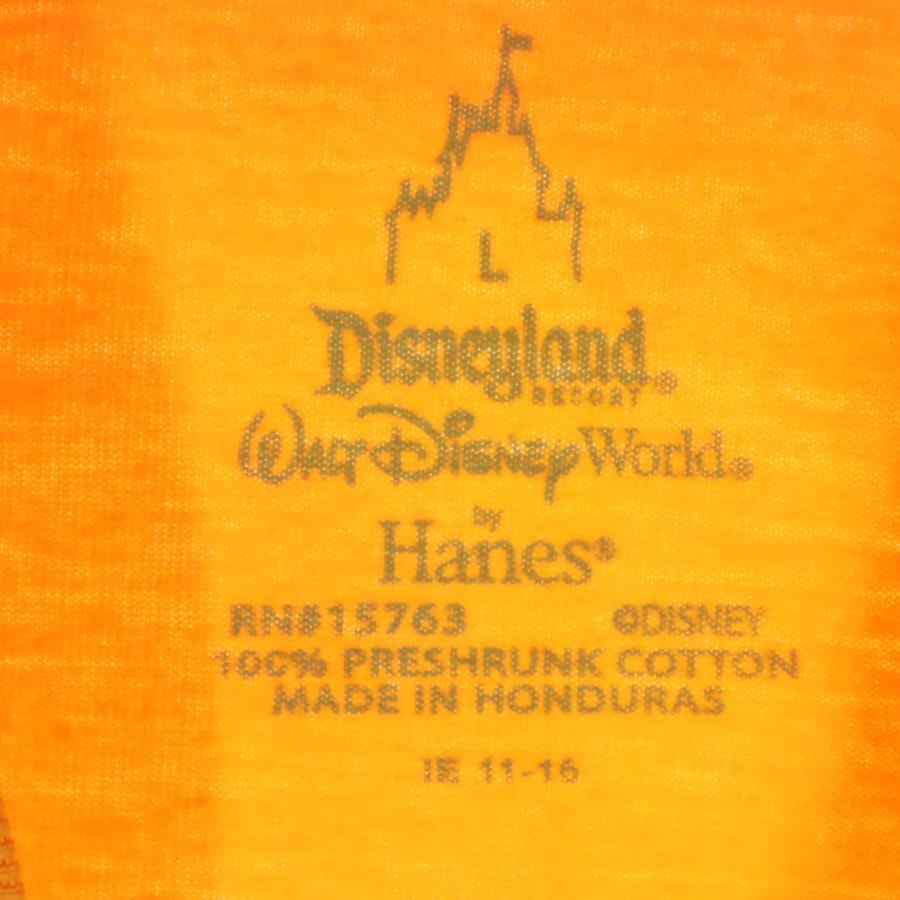 L
Disneyland®
RESORT
Walt Disney World®
by
Hanes®
RN#15763 ©DISNEY
100% PRESHRUNK COTTON
MADE IN HONDURAS
IE 11-16